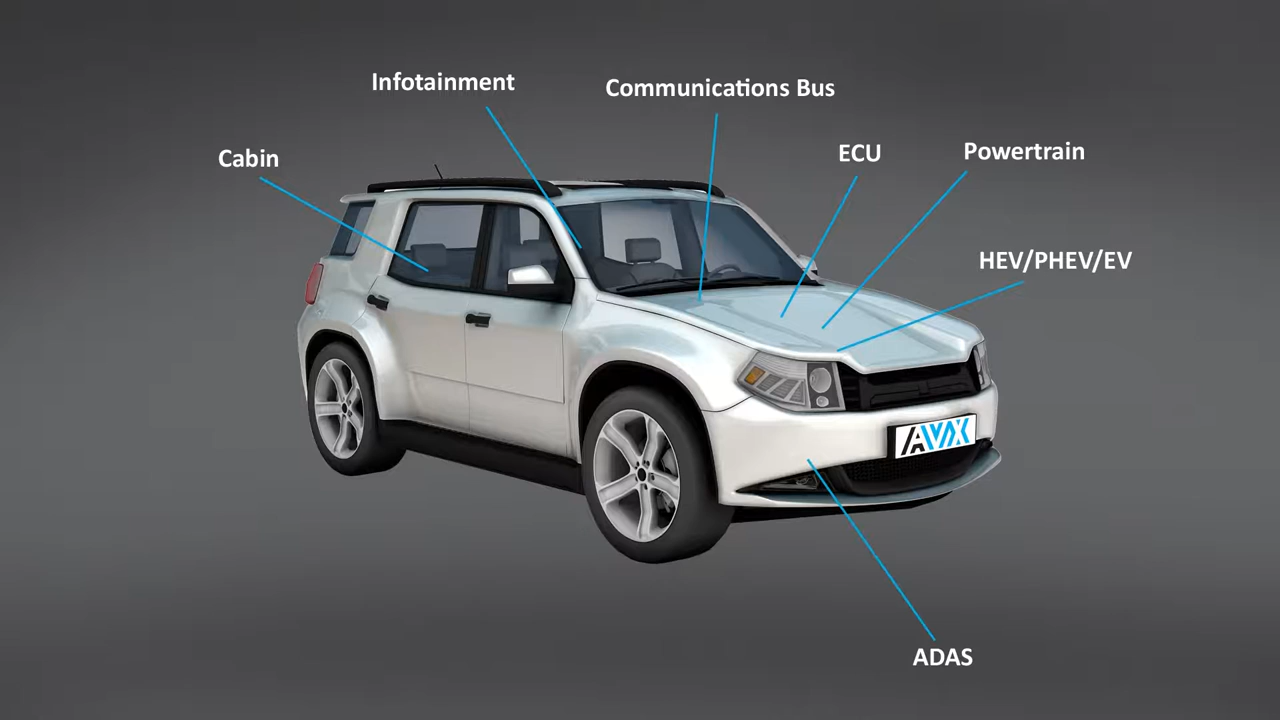 Infotainment
Communications Bus
Cabin
ECU
Powertrain
HEV/PHEV/EV
AVX
ADAS